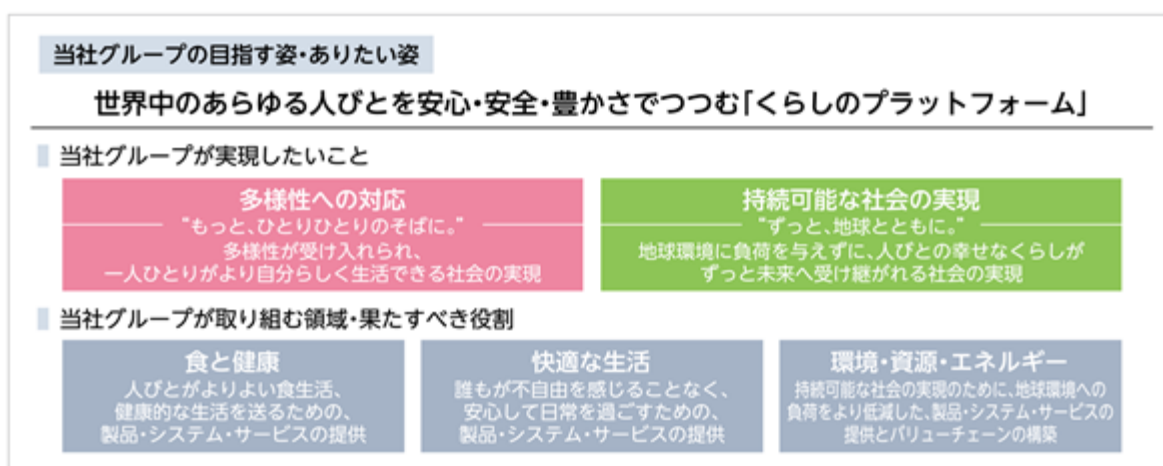 当社グループの目指す姿・ありたい姿
世界中のあらゆる人びとを安心・安全・豊かさでつつむ「くらしのプラットフォーム」
当社グループが実現したいこと
多様性への対応
“もっと、ひとりひとりのそばに。”
多様性が受け入れられ、
一人ひとりがより自分らしく生活できる社会の実現
持続可能な社会の実現
“ずっと、地球とともに。”
地球環境に負荷を与えずに、人びとの幸せなくらしが
ずっと未来へ受け継がれる社会の実現
当社グループが取り組む領域・果たすべき役割
食と健康
人びとがよりよい食生活、
健康的な生活を送るための、
製品・システム・サービスの提供
快適な生活
誰もが不自由を感じることなく、
安心して日常を過ごすための、
製品・システム・サービスの提供
環境・資源・エネルギー
持続可能な社会の実現のために、地球環境への
負荷をより低減した、製品・システム・サービスの
提供とバリューチェーンの構築